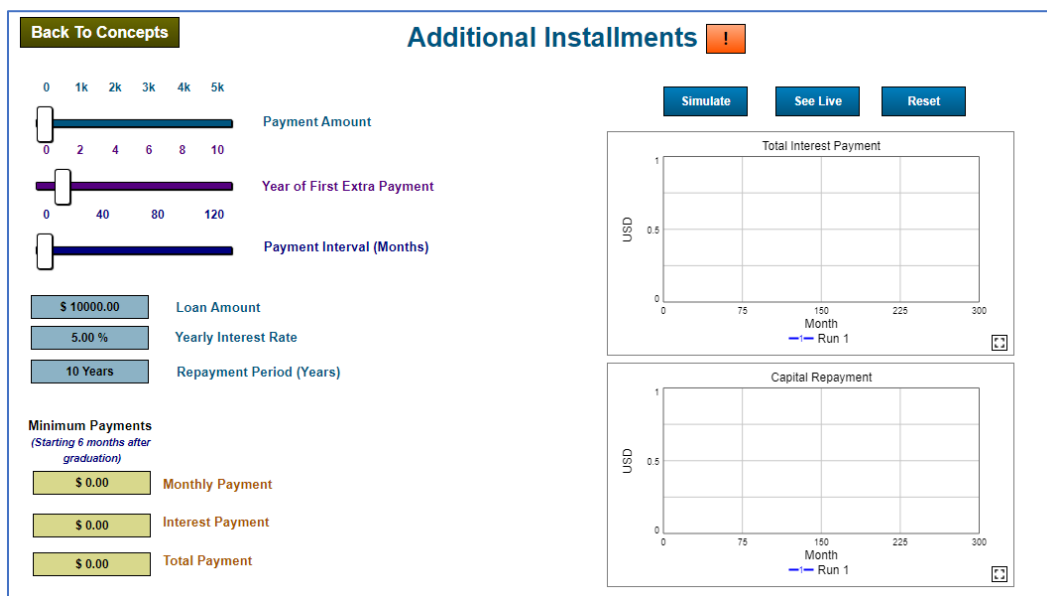 Back To Concepts
Additional Installments !
0 1k 2k 3k 4k 5k
Payment Amount
0 2 4 6 8 10
Year of First Extra Payment
0 40 80 120
Payment Interval (Months)
$ 10000.00 Loan Amount
5.00 % Yearly Interest Rate
10 Years Repayment Period (Years)
Minimum Payments
(Starting 6 months after
graduation)
$ 0.00 Monthly Payment
$ 0.00 Interest Payment
$ 0.00 Total Payment
Simulate See Live Reset
Total Interest Payment
1
USD
0.5
0
0 75 150 225 300
Month
1 Run 1
Capital Repayment
1
USD
0.5
0
0 75 150 225 300
Month
1 Run 1